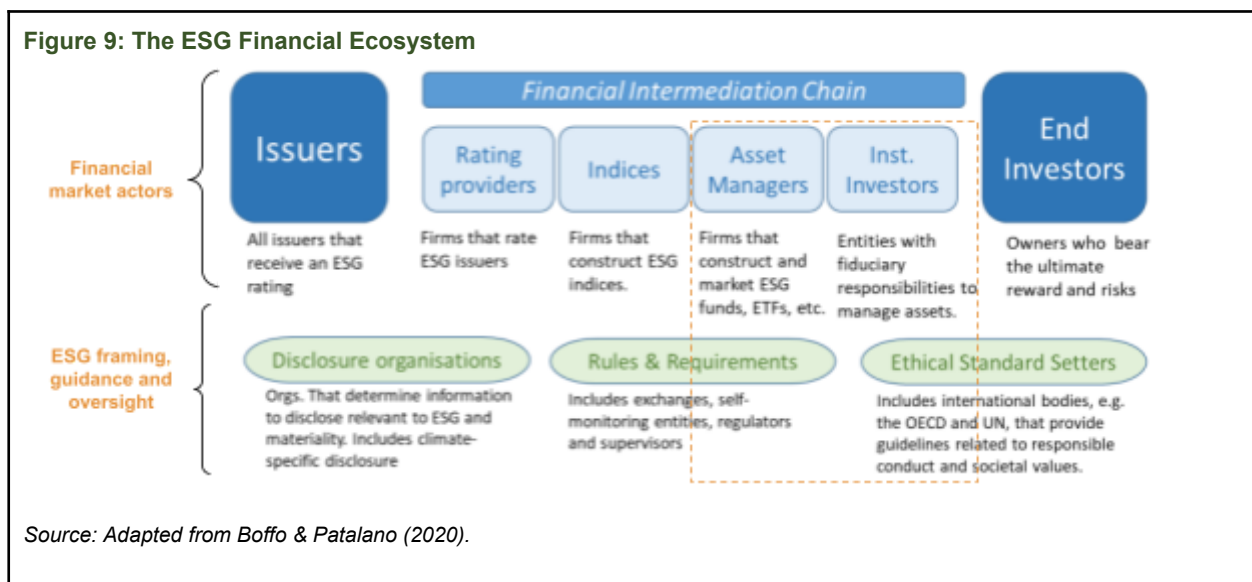 Figure 9: The ESG Financial Ecosystem
Financial
market actors
Issuers
All issuers that
receive an ESG
rating
Financial Intermediation Chain
Rating
providers
Firms that rate
ESG issuers
Indices
Firms that
construct ESG
indices.
Asset
Managers
Firms that
construct and
market ESG
funds, ETFs, etc.
Inst.
Investors
Entities with
fiduciary
responsibilities to
manage assets.
End
Investors
Owners who bear
the ultimate
reward and risks
ESG framing,
guidance and
oversight
Disclosure organisations
Orgs. That determine information
to disclose relevant to ESG and
materiality. Includes climate-
specific disclosure
Rules & Requirements
Includes exchanges, self-
monitoring entities, regulators
and supervisors
Ethical Standard Setters
Includes international bodies, e.g.
the OECD and UN, that provide
guidelines related to responsible
conduct and societal values.
Source: Adapted from Boffo & Patalano (2020).